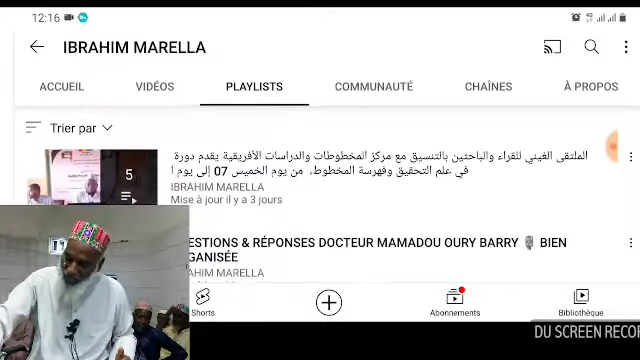 12:16
IBRAHIM MARELLA
ACCUEIL VIDÉOS PLAYLISTS COMMUNAUTÉ CHAÎNES À PROPOS
Trier par
5
الملتقى الغيني للقراء والباحثين بالتنسيق مع مركز المخطوطات والدراسات الأفريقية يقدم دورة
في علم التحقيق وفهرسة المخطوط، من يوم الخميس 07 إلى يوم ا
IBRAHIM MARELLA
Mise à jour il y a 3 jours
ESTIONS & RÉPONSES DOCTEUR MAMADOU OURY BARRY BIEN
GANISÉE
AHIM MARELLA
Shorts Abonnements Bibliothèque
DU SCREEN RECOR